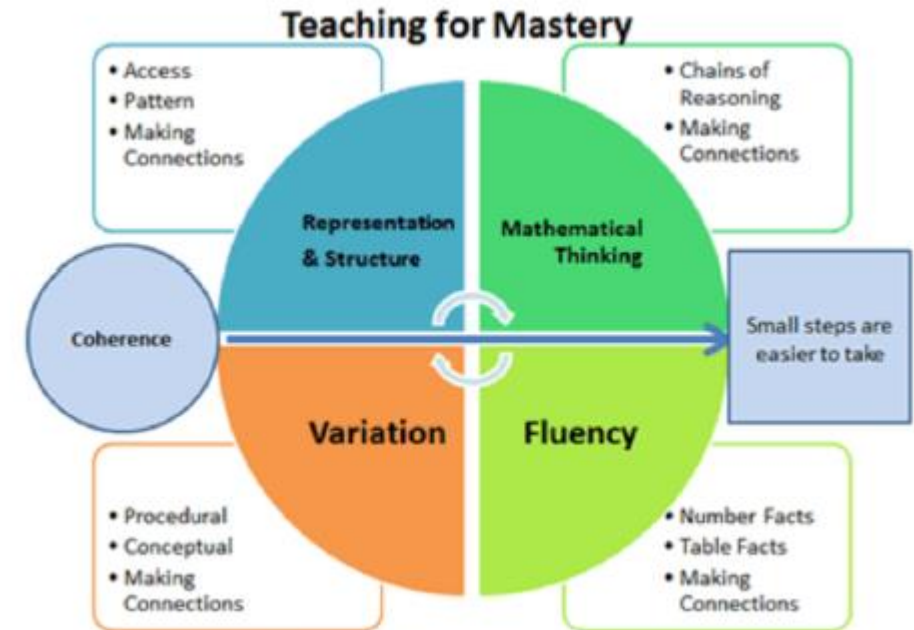 Teaching for Mastery
• Access
• Pattern
• Making
Connections
• Chains of
Reasoning
• Making
Connections
Representation
& Structure
Mathematical
Thinking
Coherence
Small steps are
easier to take
Variation
Fluency
• Procedural
• Conceptual
• Making
Connections
• Number Facts
• Table Facts
• Making
Connections